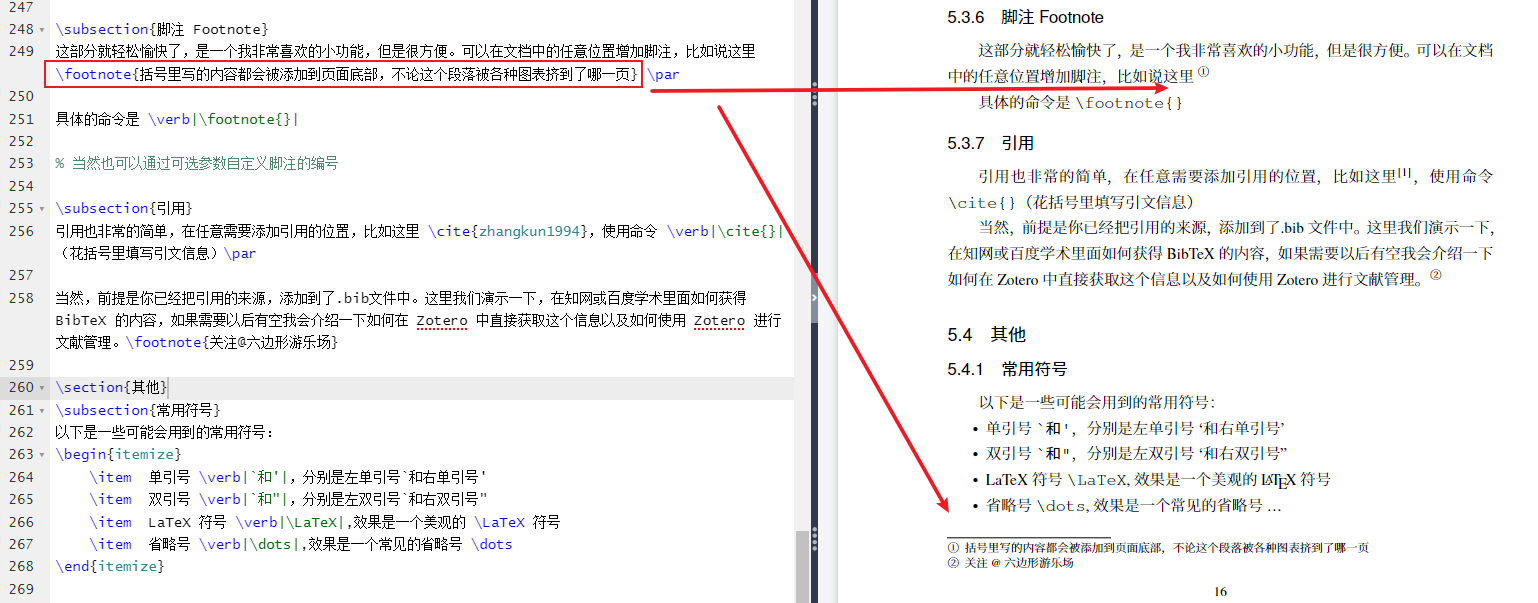 247
248 \subsection{脚注 Footnote}
249 这部分就轻松愉快了，是一个我非常喜欢的小功能，但是很方便。可以在文档中的任意位置增加脚注，比如说这里
\footnote{括号里写的内容都会被添加到页面底部，不论这个段落被各种图表挤到了哪一页} \par
250
251 具体的命令是 \verb|\footnote{}|
252
253 % 当然也可以通过可选参数自定义脚注的编号
254
255 \subsection{引用}
256 引用也非常的简单，在任意需要添加引用的位置，比如这里 \cite{zhangkun1994}，使用命令 \verb|\cite{}|
（花括号里填写引文信息）\par
257
258 当然，前提是你已经把引用的来源，添加到了.bib文件中。这里我们演示一下，在知网或百度学术里面如何获得
BibTeX 的内容，如果需要以后有空我会介绍一下如何在 Zotero 中直接获取这个信息以及如何使用 Zotero 进行
文献管理。\footnote{关注@六边形游乐场}
259
260 \section{其他}
261 \subsection{常用符号}
262 以下是一些可能会用到的常用符号：
263 \begin{itemize}
264 \item 单引号 \verb|`和'|，分别是左单引号`和右单引号'
265 \item 双引号 \verb|`和"|，分别是左双引号`和右双引号"
266 \item LaTeX 符号 \verb|\LaTeX|,效果是一个美观的 \LaTeX 符号
267 \item 省略号 \verb|\dots|,效果是一个常见的省略号 \dots
268 \end{itemize}
269
5.3.6 脚注 Footnote
这部分就轻松愉快了，是一个我非常喜欢的小功能，但是很方便。可以在文档
中的任意位置增加脚注，比如说这里 ①
具体的命令是 \footnote{}
5.3.7 引用
引用也非常的简单，在任意需要添加引用的位置，比如这里[1]，使用命令
\cite{}（花括号里填写引文信息）
当然，前提是你已经把引用的来源，添加到了.bib 文件中。这里我们演示一下，
在知网或百度学术里面如何获得 BibTeX 的内容，如果需要以后有空我会介绍一下
如何在 Zotero 中直接获取这个信息以及如何使用 Zotero 进行文献管理。②
5.4 其他
5.4.1 常用符号
以下是一些可能会用到的常用符号：
• 单引号 `和'，分别是左单引号 ‘和右单引号’
• 双引号 `和"，分别是左双引号 ‘和右双引号”
• LaTeX 符号 \LaTeX, 效果是一个美观的 LATEX 符号
• 省略号 \dots, 效果是一个常见的省略号 …
① 括号里写的内容都会被添加到页面底部，不论这个段落被各种图表挤到了哪一页
② 关注 @ 六边形游乐场
16